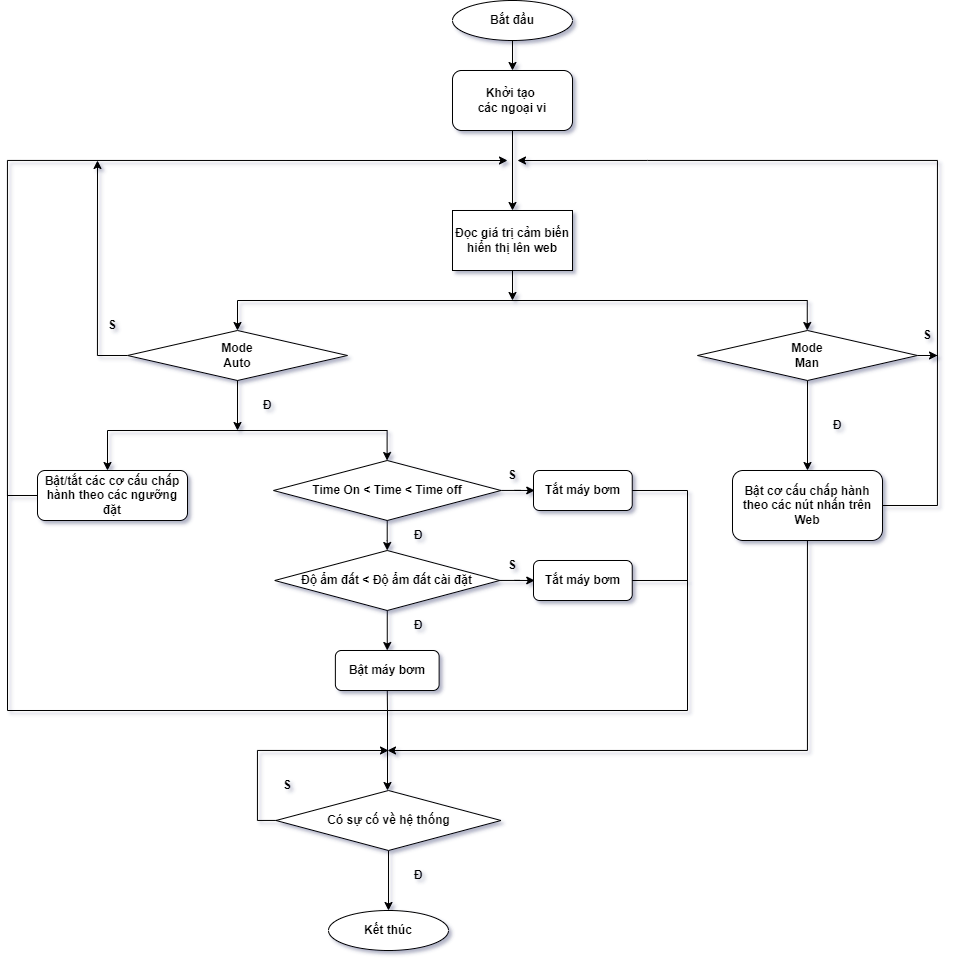 Bắt đầu
Khởi tạo
các ngoại vi
Đọc giá trị cảm biến
hiển thị lên web
S
Mode
Auto
Mode
Man
S
Đ
Đ
Bật/tắt các cơ cấu chấp
hành theo các ngưỡng
đặt
Time On < Time < Time off
S
Tắt máy bơm
Bật cơ cấu chấp hành
theo các nút nhấn trên
Web
Đ
Độ ẩm đất < Độ ẩm đất cài đặt
S
Tắt máy bơm
Đ
Bật máy bơm
S
Có sự cố về hệ thống
Đ
Kết thúc